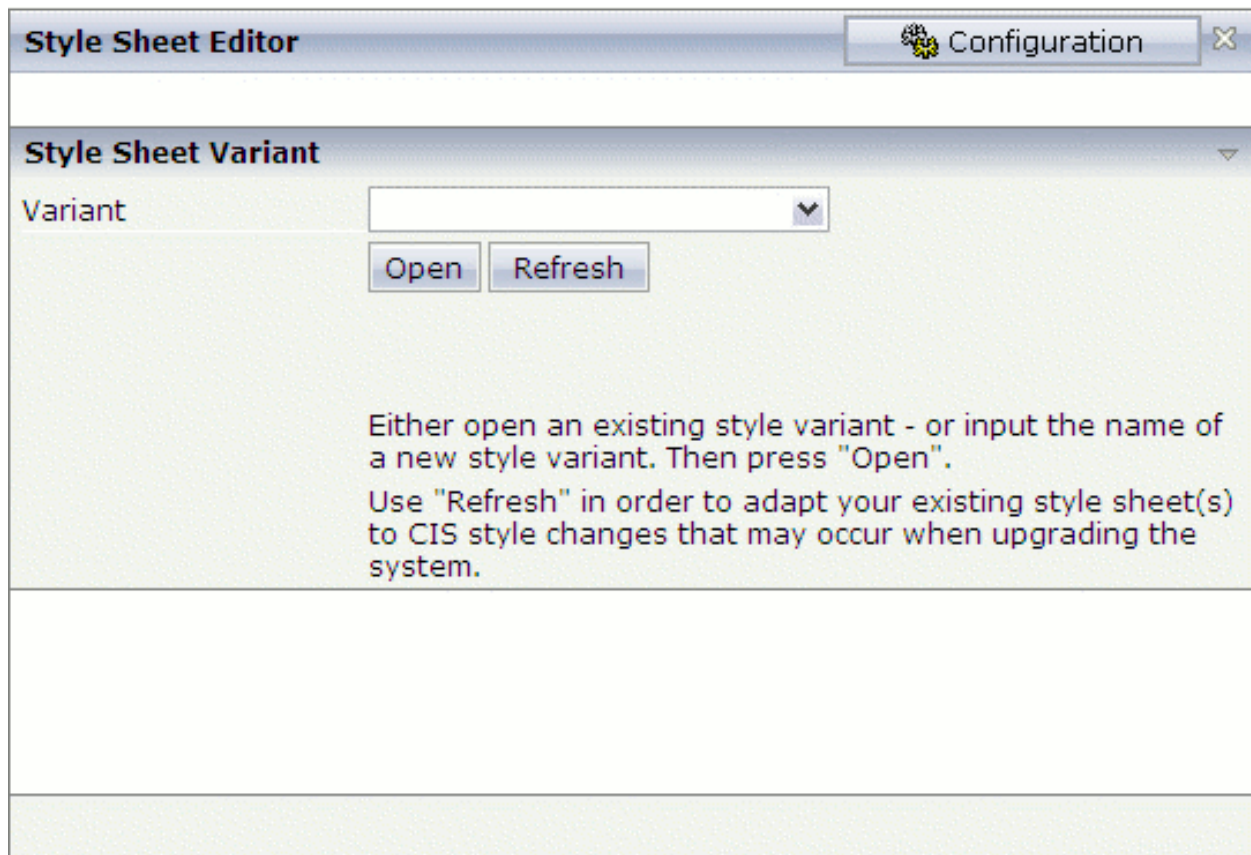 Style Sheet Editor
Configuration
Style Sheet Variant
Variant
Open
Refresh
Either open an existing style variant - or input the name of
a new style variant. Then press "Open".
Use "Refresh" in order to adapt your existing style sheet(s)
to CIS style changes that may occur when upgrading the
system.